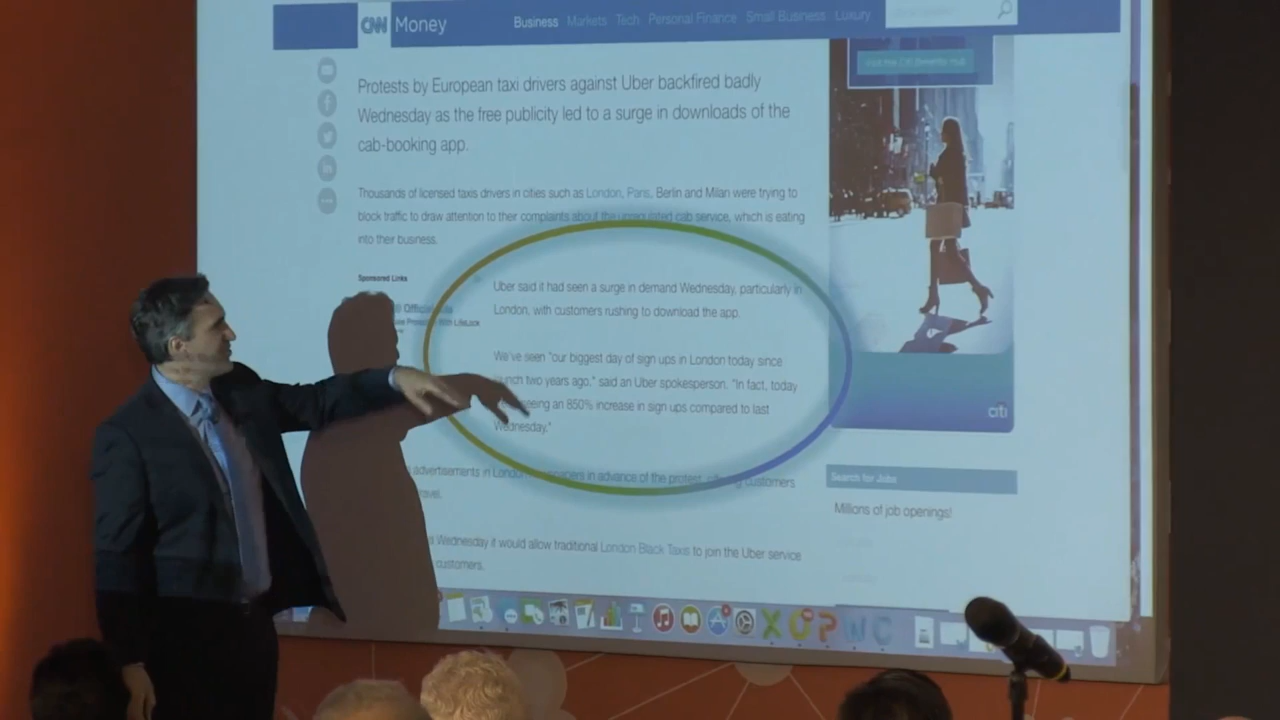 CNN Money Business Markets Tech Personal Finance Small Business Luxury
Protests by European taxi drivers against Uber backfired badly
Wednesday as the free publicity led to a surge in downloads of the
cab-booking app.
Thousands of licensed taxis drivers in cities such as London, Paris, Berlin and Milan were trying to
block traffic to draw attention to their complaints about the unregulated cab service, which is eating
into their business.
Sponsored Links
Official
Uber said it had seen a surge in demand Wednesday, particularly in
London, with customers rushing to download the app.
with LifeLock
We've seen "our biggest day of sign ups in London today since
two years ago," said an Uber spokesperson. "In fact, today
seeing an 850% increase in sign ups compared to last
Wednesday."
citi
advertisements in London in advance of the protest, customers
Search for Jobs
Millions of job openings!
Wednesday it would allow traditional London Black Taxis to join the Uber service
customers.